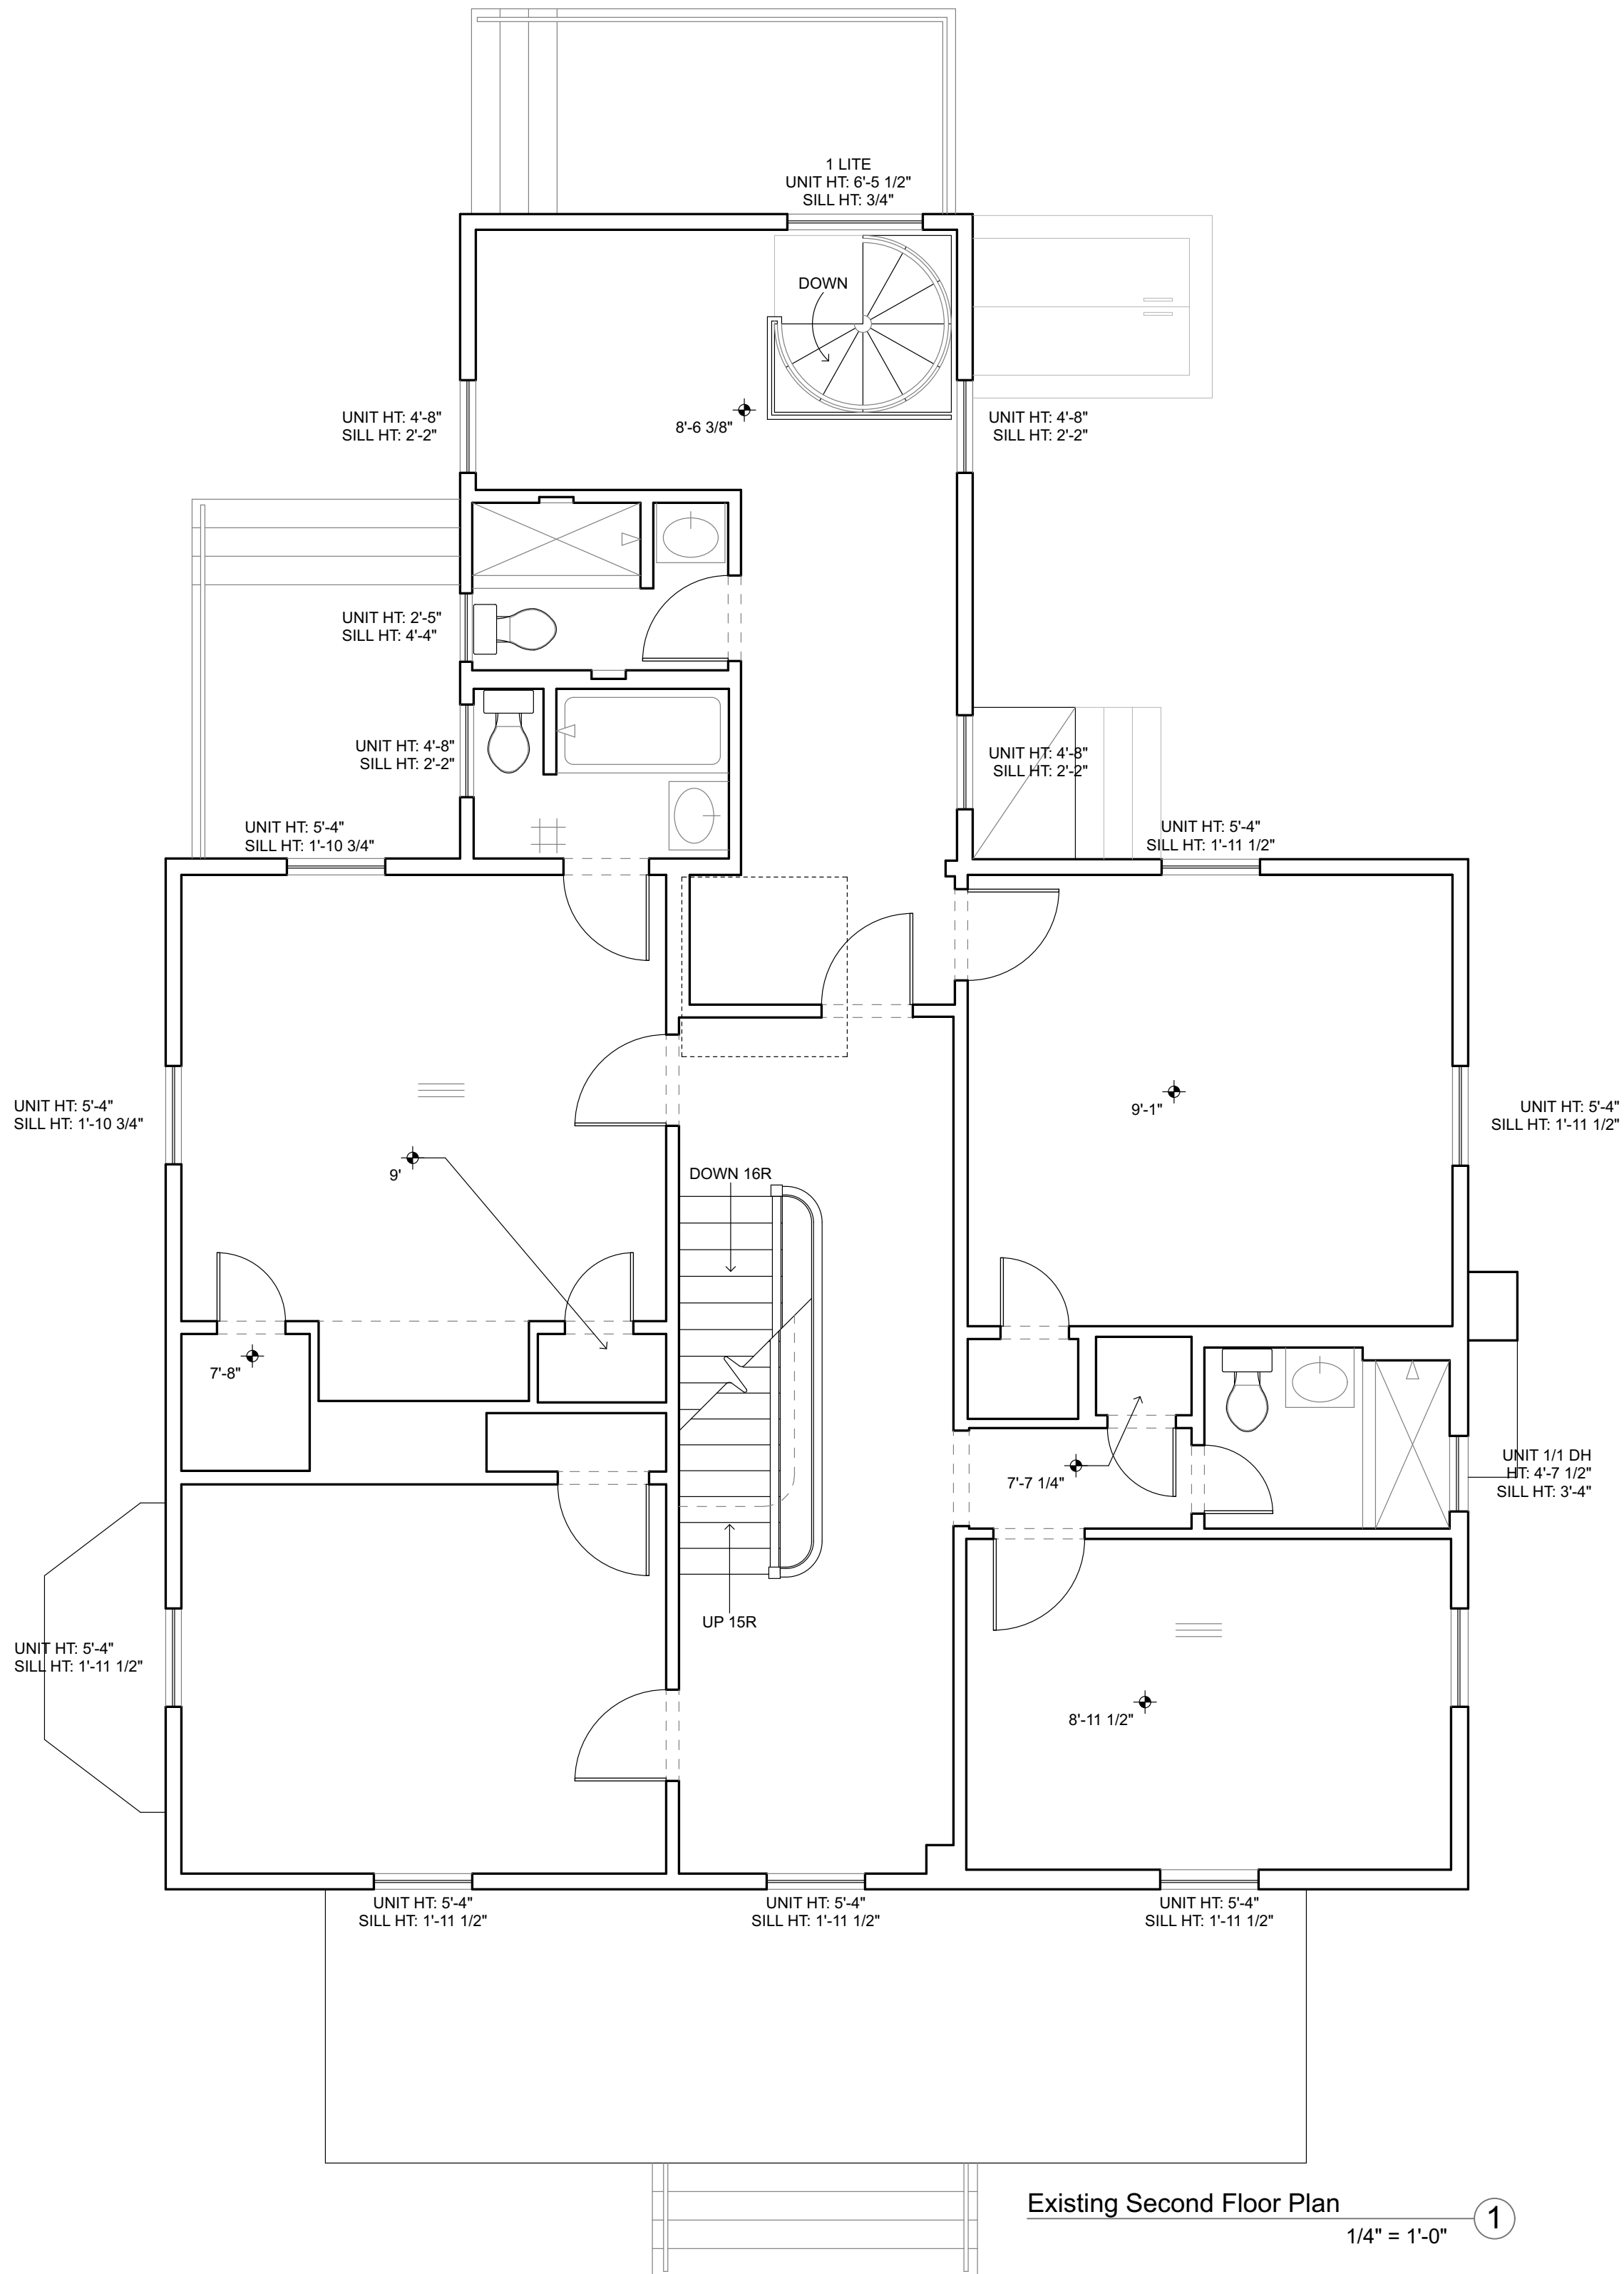 1 LITE
UNIT HT: 6'-5 1/2"
SILL HT: 3/4"
DOWN
8'-6 3/8"
UNIT HT: 4'-8"
SILL HT: 2'-2"
UNIT HT: 4'-8"
SILL HT: 2'-2"
UNIT HT: 2'-5"
SILL HT: 4'-4"
UNIT HT: 4'-8"
SILL HT: 2'-2"
UNIT HT: 4'-8"
SILL HT: 2'-2"
UNIT HT: 5'-4"
SILL HT: 1'-10 3/4"
UNIT HT: 5'-4"
SILL HT: 1'-11 1/2"
UNIT HT: 5'-4"
SILL HT: 1'-10 3/4"
9'-1"
UNIT HT: 5'-4"
SILL HT: 1'-11 1/2"
9'
DOWN 16R
7'-8"
7'-7 1/4"
UNIT 1/1 DH
HT: 4'-7 1/2"
SILL HT: 3'-4"
UP 15R
UNIT HT: 5'-4"
SILL HT: 1'-11 1/2"
8'-11 1/2"
UNIT HT: 5'-4"
SILL HT: 1'-11 1/2"
UNIT HT: 5'-4"
SILL HT: 1'-11 1/2"
UNIT HT: 5'-4"
SILL HT: 1'-11 1/2"
Existing Second Floor Plan
1
1/4" = 1'-0"